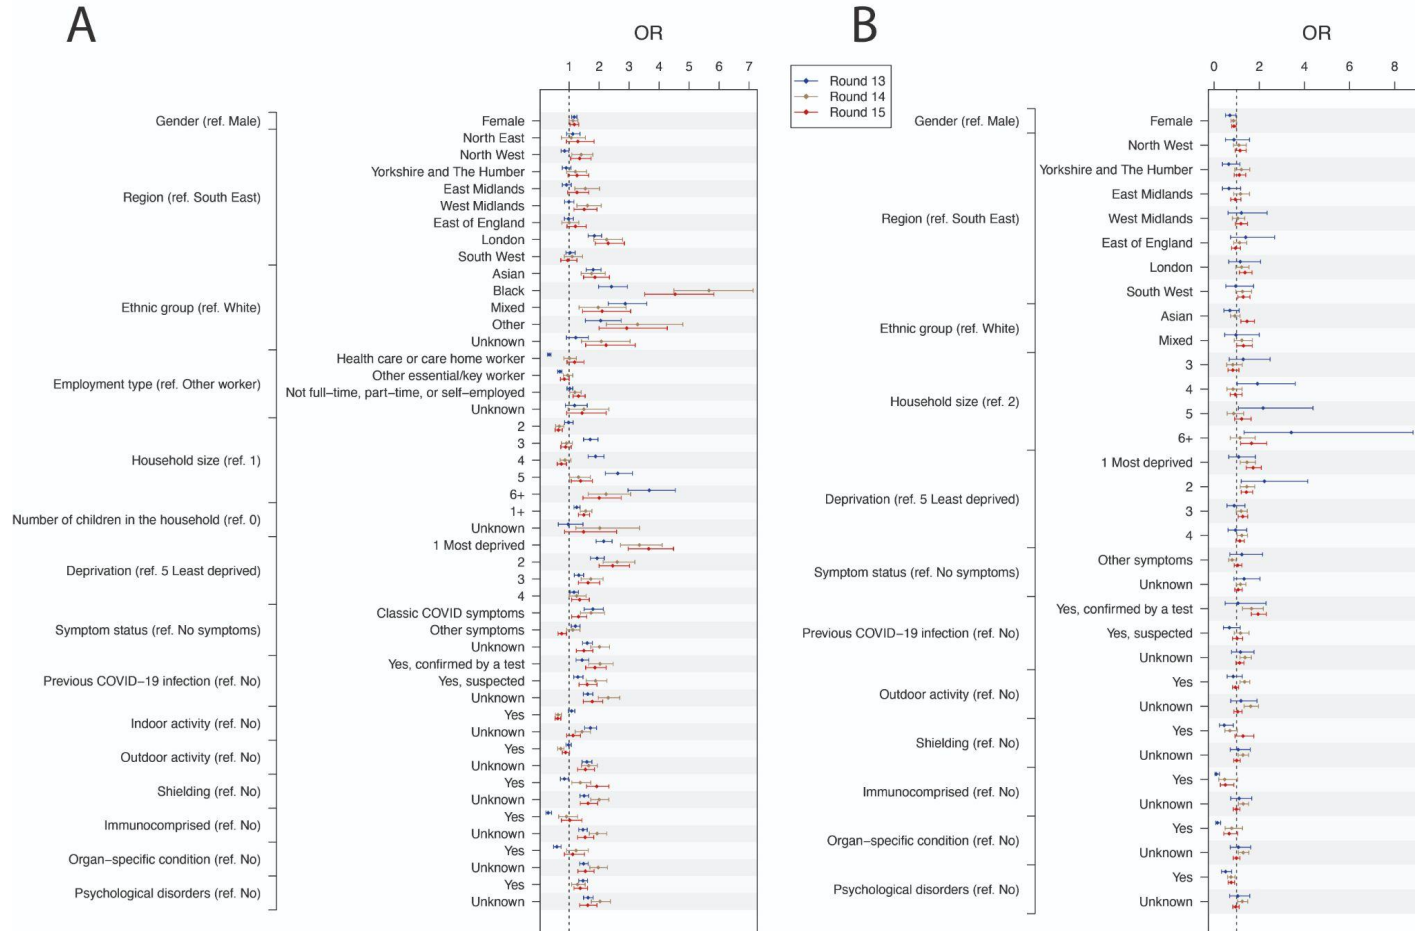 A
OR
1 2 3 4 5 6 7
Gender (ref. Male)
Female
Region (ref. South East)
North East
North West
Yorkshire and The Humber
East Midlands
West Midlands
East of England
London
South West
Ethnic group (ref. White)
Asian
Black
Mixed
Other
Unknown
Employment type (ref. Other worker)
Health care or care home worker
Other essential/key worker
Not full−time, part−time, or self−employed
Unknown
Household size (ref. 1)
2
3
4
5
6+
Number of children in the household (ref. 0)
1+
Unknown
Deprivation (ref. 5 Least deprived)
1 Most deprived
2
3
4
Symptom status (ref. No symptoms)
Classic COVID symptoms
Other symptoms
Unknown
Previous COVID−19 infection (ref. No)
Yes, confirmed by a test
Yes, suspected
Unknown
Indoor activity (ref. No)
Yes
Unknown
Outdoor activity (ref. No)
Yes
Unknown
Shielding (ref. No)
Yes
Unknown
Immunocomprised (ref. No)
Yes
Unknown
Organ−specific condition (ref. No)
Yes
Unknown
Psychological disorders (ref. No)
Yes
Unknown
Round 13
Round 14
Round 15
B
OR
0 2 4 6 8
Gender (ref. Male)
Female
Region (ref. South East)
North West
Yorkshire and The Humber
East Midlands
West Midlands
East of England
London
South West
Ethnic group (ref. White)
Asian
Mixed
Household size (ref. 2)
3
4
5
6+
Deprivation (ref. 5 Least deprived)
1 Most deprived
2
3
4
Symptom status (ref. No symptoms)
Other symptoms
Unknown
Previous COVID−19 infection (ref. No)
Yes, confirmed by a test
Yes, suspected
Unknown
Outdoor activity (ref. No)
Yes
Unknown
Shielding (ref. No)
Yes
Unknown
Immunocomprised (ref. No)
Yes
Unknown
Organ−specific condition (ref. No)
Yes
Unknown
Psychological disorders (ref. No)
Yes
Unknown